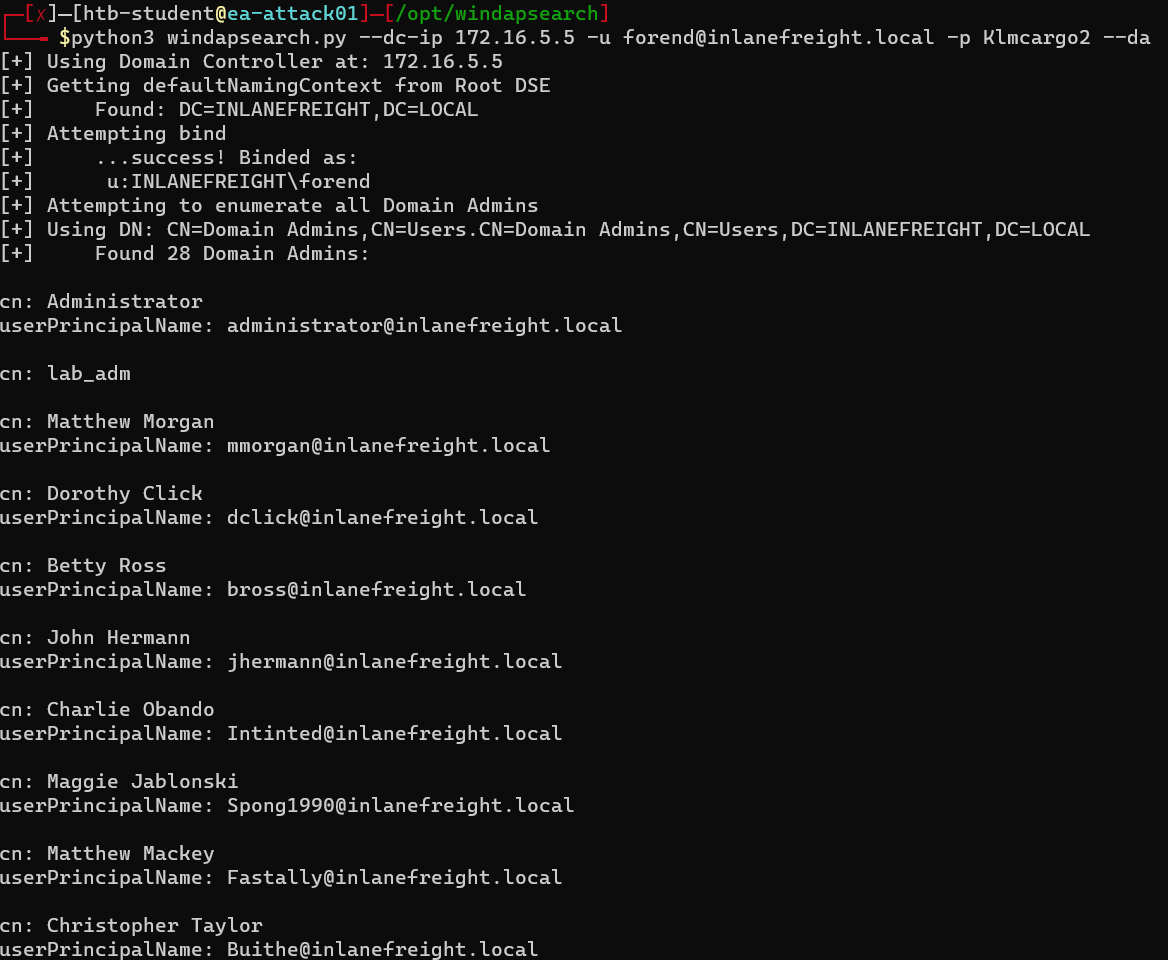 ┌─[✗]─[htb-student@ea-attack01]─[/opt/windapsearch]
└──╼ $python3 windapsearch.py --dc-ip 172.16.5.5 -u forend@inlanefreight.local -p Klmcargo2 --da
[+] Using Domain Controller at: 172.16.5.5
[+] Getting defaultNamingContext from Root DSE
[+]     Found: DC=INLANEFREIGHT,DC=LOCAL
[+] Attempting bind
[+]     ...success! Binded as:
[+]      u:INLANEFREIGHT\forend
[+] Attempting to enumerate all Domain Admins
[+] Using DN: CN=Domain Admins,CN=Users.CN=Domain Admins,CN=Users,DC=INLANEFREIGHT,DC=LOCAL
[+]     Found 28 Domain Admins:
cn: Administrator
userPrincipalName: administrator@inlanefreight.local
cn: lab_adm
cn: Matthew Morgan
userPrincipalName: mmorgan@inlanefreight.local
cn: Dorothy Click
userPrincipalName: dclick@inlanefreight.local
cn: Betty Ross
userPrincipalName: bross@inlanefreight.local
cn: John Hermann
userPrincipalName: jhermann@inlanefreight.local
cn: Charlie Obando
userPrincipalName: Intinted@inlanefreight.local
cn: Maggie Jablonski
userPrincipalName: Spong1990@inlanefreight.local
cn: Matthew Mackey
userPrincipalName: Fastally@inlanefreight.local
cn: Christopher Taylor
userPrincipalName: Buithe@inlanefreight.local